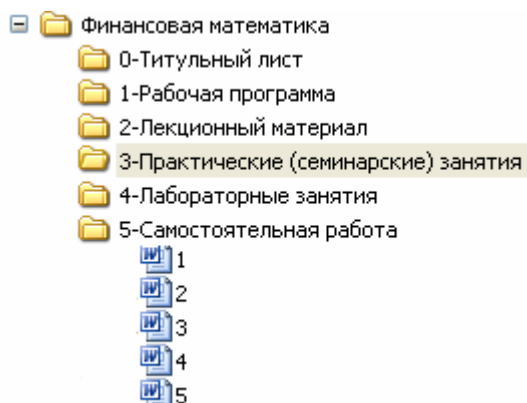 Финансовая математика
0-Титульный лист
1-Рабочая программа
2-Лекционный материал
3-Практические (семинарские) занятия
4-Лабораторные занятия
5-Самостоятельная работа
1
2
3
4
5